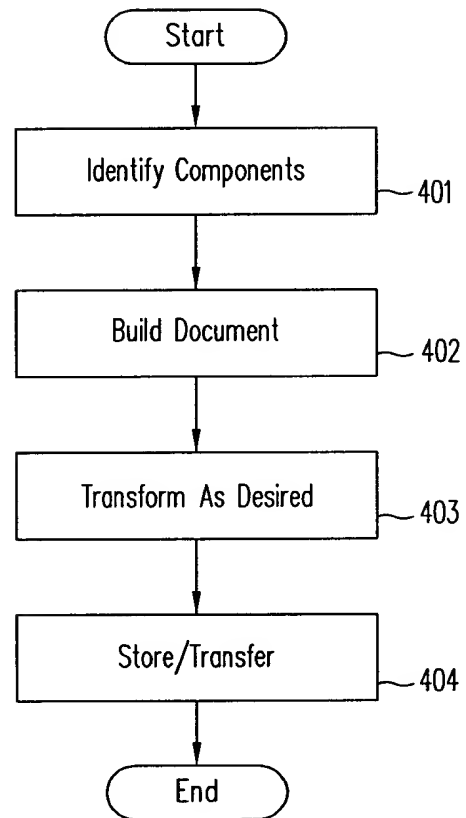 Start
Identify Components
401
Build Document
402
Transform As Desired
403
Store/Transfer
404
End